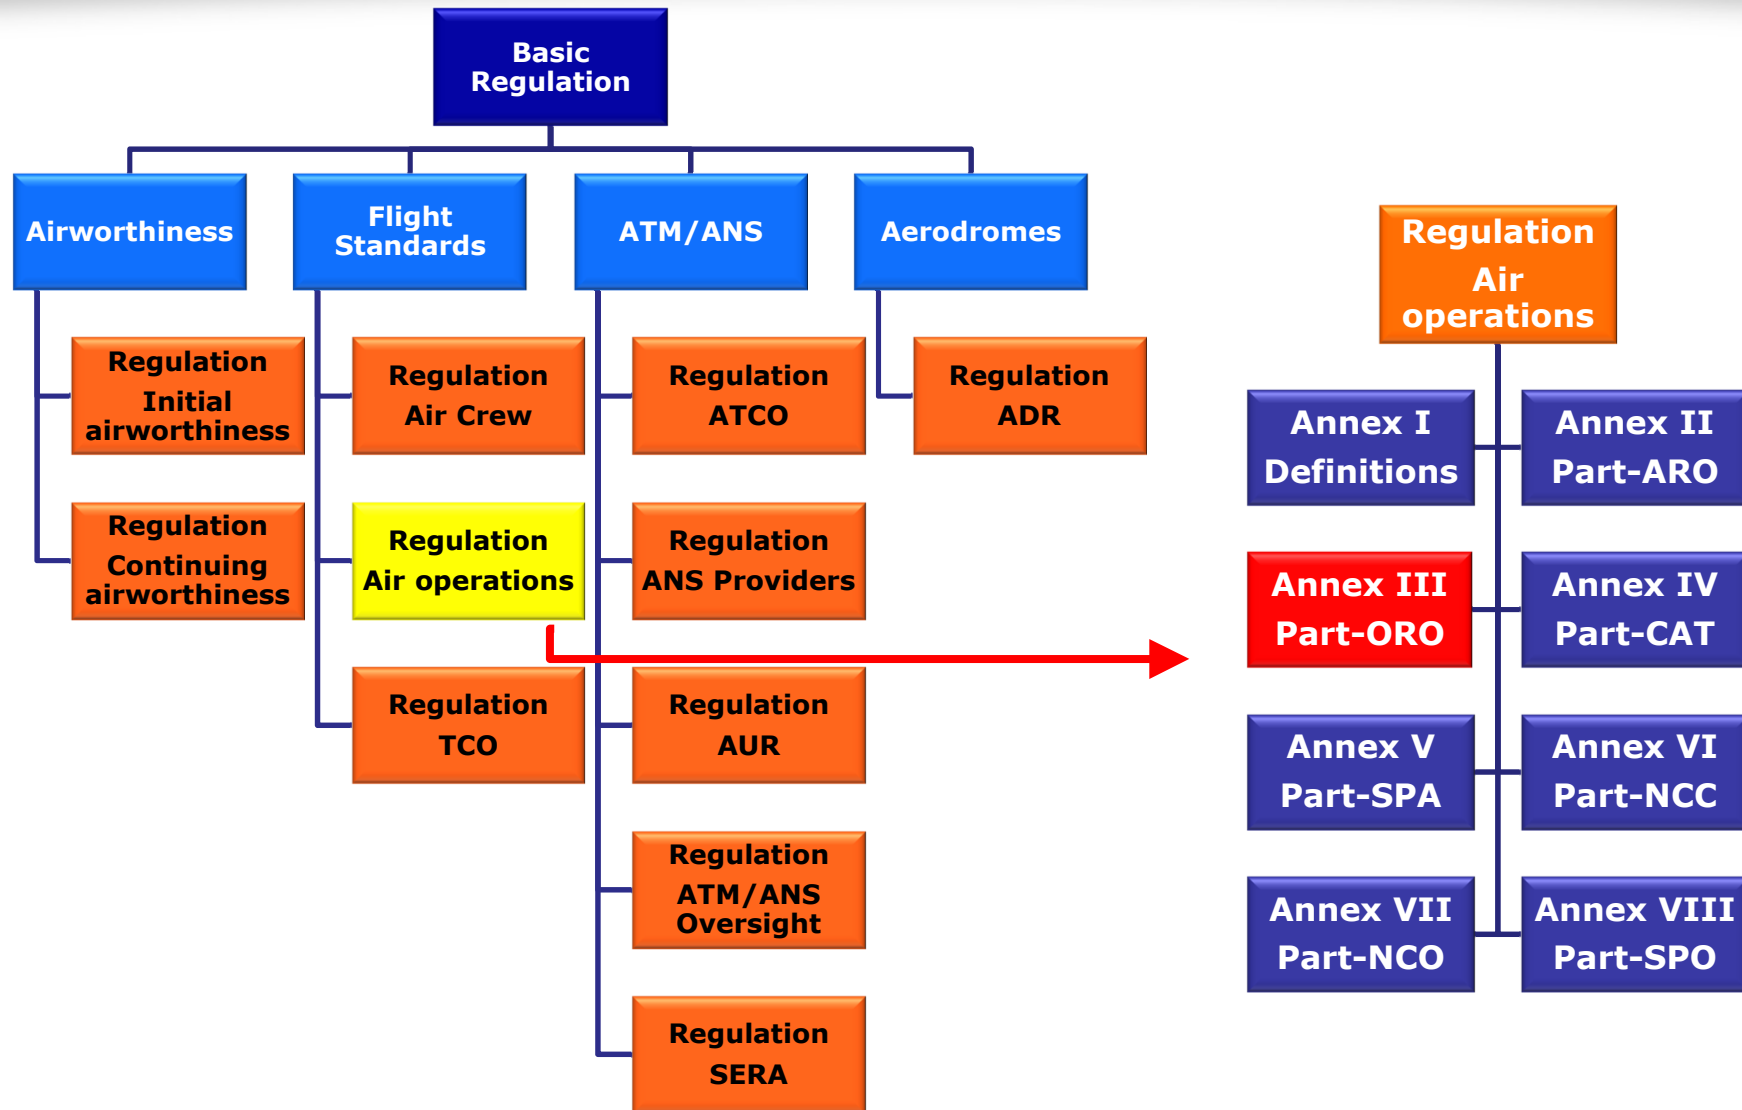 Basic
Regulation
Airworthiness
Flight
Standards
ATM/ANS
Aerodromes
Regulation
Initial
airworthiness
Regulation
Air Crew
Regulation
ATCO
Regulation
ADR
Regulation
Continuing
airworthiness
Regulation
Air operations
Regulation
ANS Providers
Regulation
TCO
Regulation
AUR
Regulation
ATM/ANS
Oversight
Regulation
SERA
Regulation
Air
operations
Annex I
Definitions
Annex II
Part-ARO
Annex III
Part-ORO
Annex IV
Part-CAT
Annex V
Part-SPA
Annex VI
Part-NCC
Annex VII
Part-NCO
Annex VIII
Part-SPO